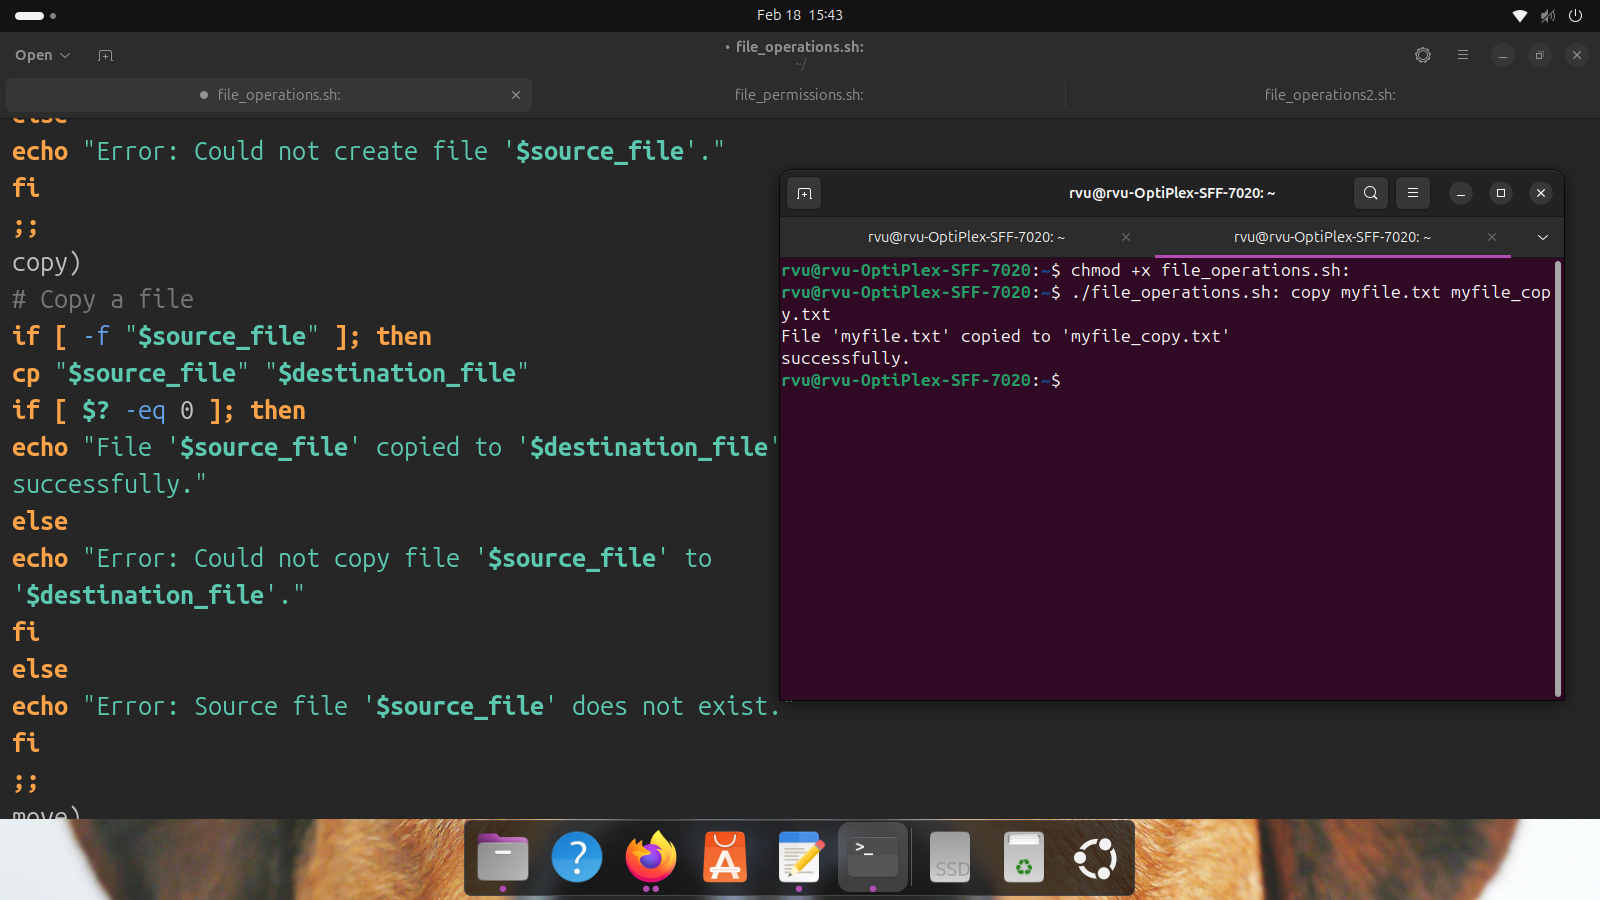 Feb 18 15:43
Open
• file_operations.sh:
~/
file_operations.sh:
file_permissions.sh:
file_operations2.sh:
else
echo "Error: Could not create file '$source_file'."
fi
;;
copy)
# Copy a file
if [ -f "$source_file" ]; then
cp "$source_file" "$destination_file"
if [ $? -eq 0 ]; then
echo "File '$source_file' copied to '$destination_file'
successfully."
else
echo "Error: Could not copy file '$source_file' to
'$destination_file'."
fi
else
echo "Error: Source file '$source_file' does not exist."
fi
;;
move)
rvu@rvu-OptiPlex-SFF-7020: ~
rvu@rvu-OptiPlex-SFF-7020: ~
rvu@rvu-OptiPlex-SFF-7020: ~
rvu@rvu-OptiPlex-SFF-7020:~$ chmod +x file_operations.sh:
rvu@rvu-OptiPlex-SFF-7020:~$ ./file_operations.sh: copy myfile.txt myfile_cop
y.txt
File 'myfile.txt' copied to 'myfile_copy.txt'
successfully.
rvu@rvu-OptiPlex-SFF-7020:~$
SSD